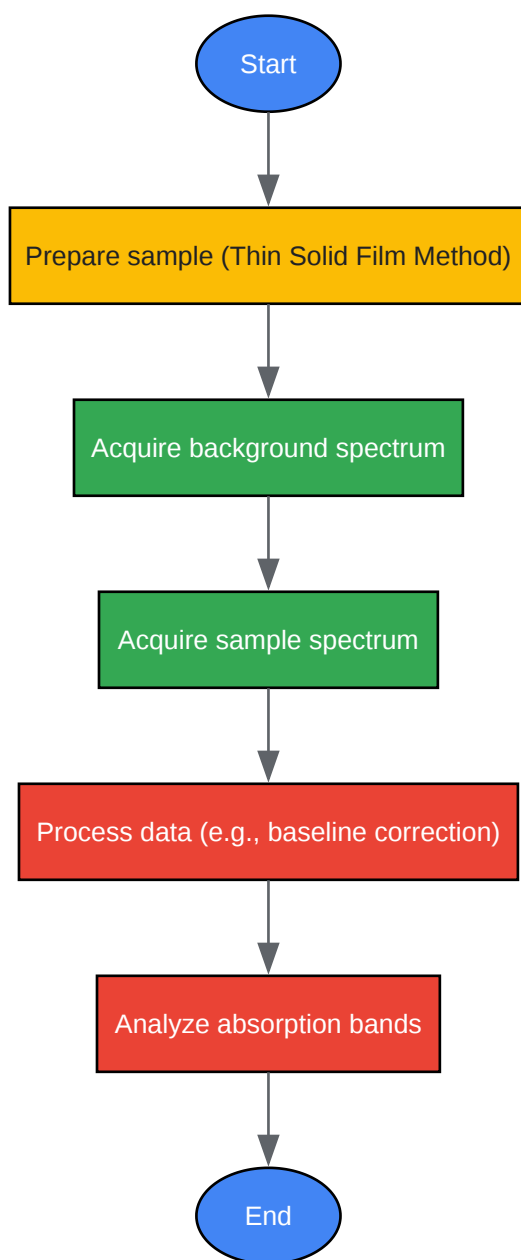 Start
Prepare sample (Thin Solid Film Method)
Acquire background spectrum
Acquire sample spectrum
Process data (e.g., baseline correction)
Analyze absorption bands
End